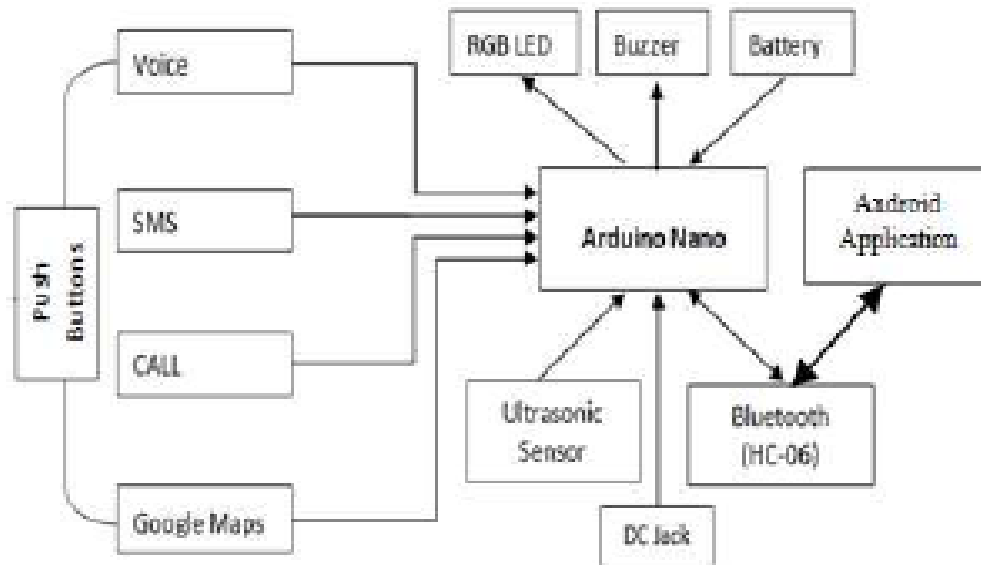 RGB LED
Buzzer
Battery
Voice
SMS
Arduino Nano
Android
Application
Push
Buttons
CALL
Ultrasonic
Sensor
Bluetooth
(HC-06)
Google Maps
DC Jack